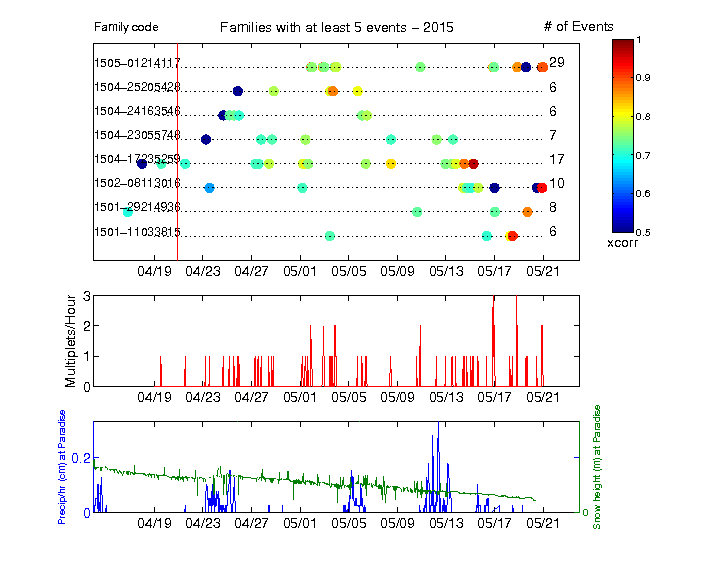 Family code Families with at least 5 events − 2015 # of Events
1505−01214117 29
1504−25205428 6
1504−24163546 6
1504−23055748 7
1504−17235259 17
1502−08113016 10
1501−29214936 8
1501−11033815 6
04/19 04/23 04/27 05/01 05/05 05/09 05/13 05/17 05/21
1
0.9
0.8
0.7
0.6
0.5
xcorr
Multiplets/Hour
3
2
1
0
04/19 04/23 04/27 05/01 05/05 05/09 05/13 05/17 05/21
Precip/hr (cm) at Paradise
0.2
0
04/19 04/23 04/27 05/01 05/05 05/09 05/13 05/17 05/21
0
Snow height (m) at Paradise